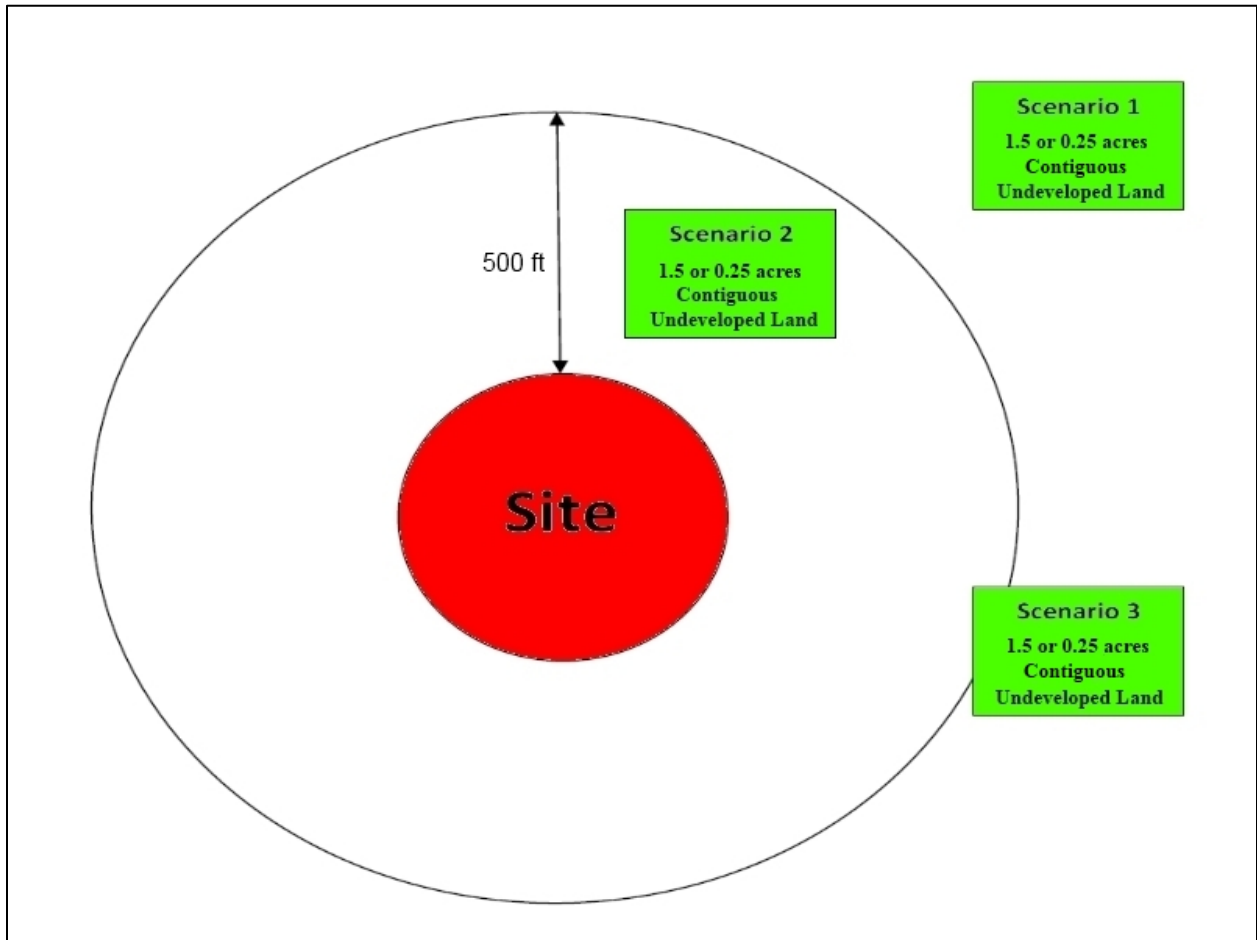 Scenario 1
1.5 or 0.25 acres
Contiguous
Undeveloped Land
Scenario 2
1.5 or 0.25 acres
Contiguous
Undeveloped Land
500 ft
Site
Scenario 3
1.5 or 0.25 acres
Contiguous
Undeveloped Land